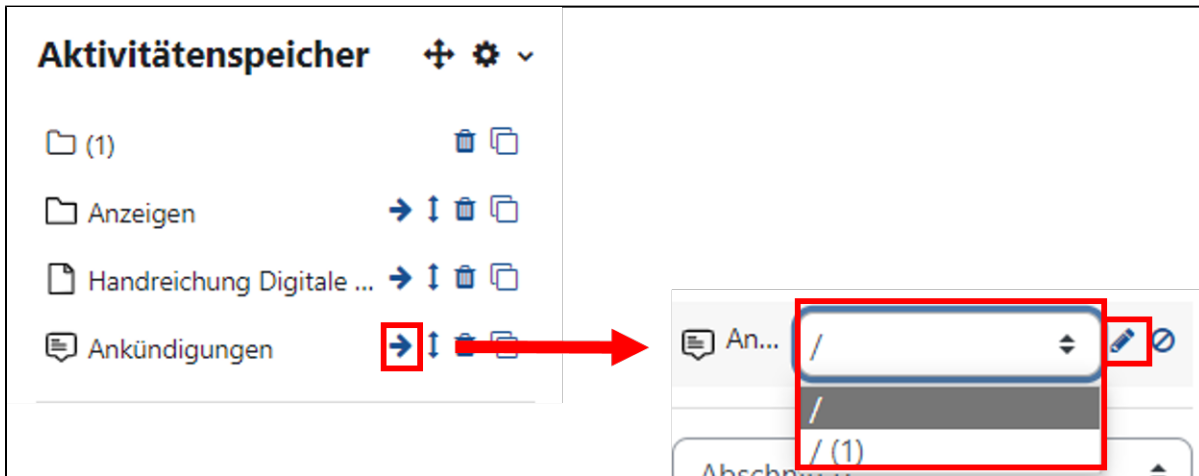 Aktivitätenspeicher
(1)
Anzeigen
Handreichung Digitale ...
Ankündigungen
An...
/
/
/ (1)